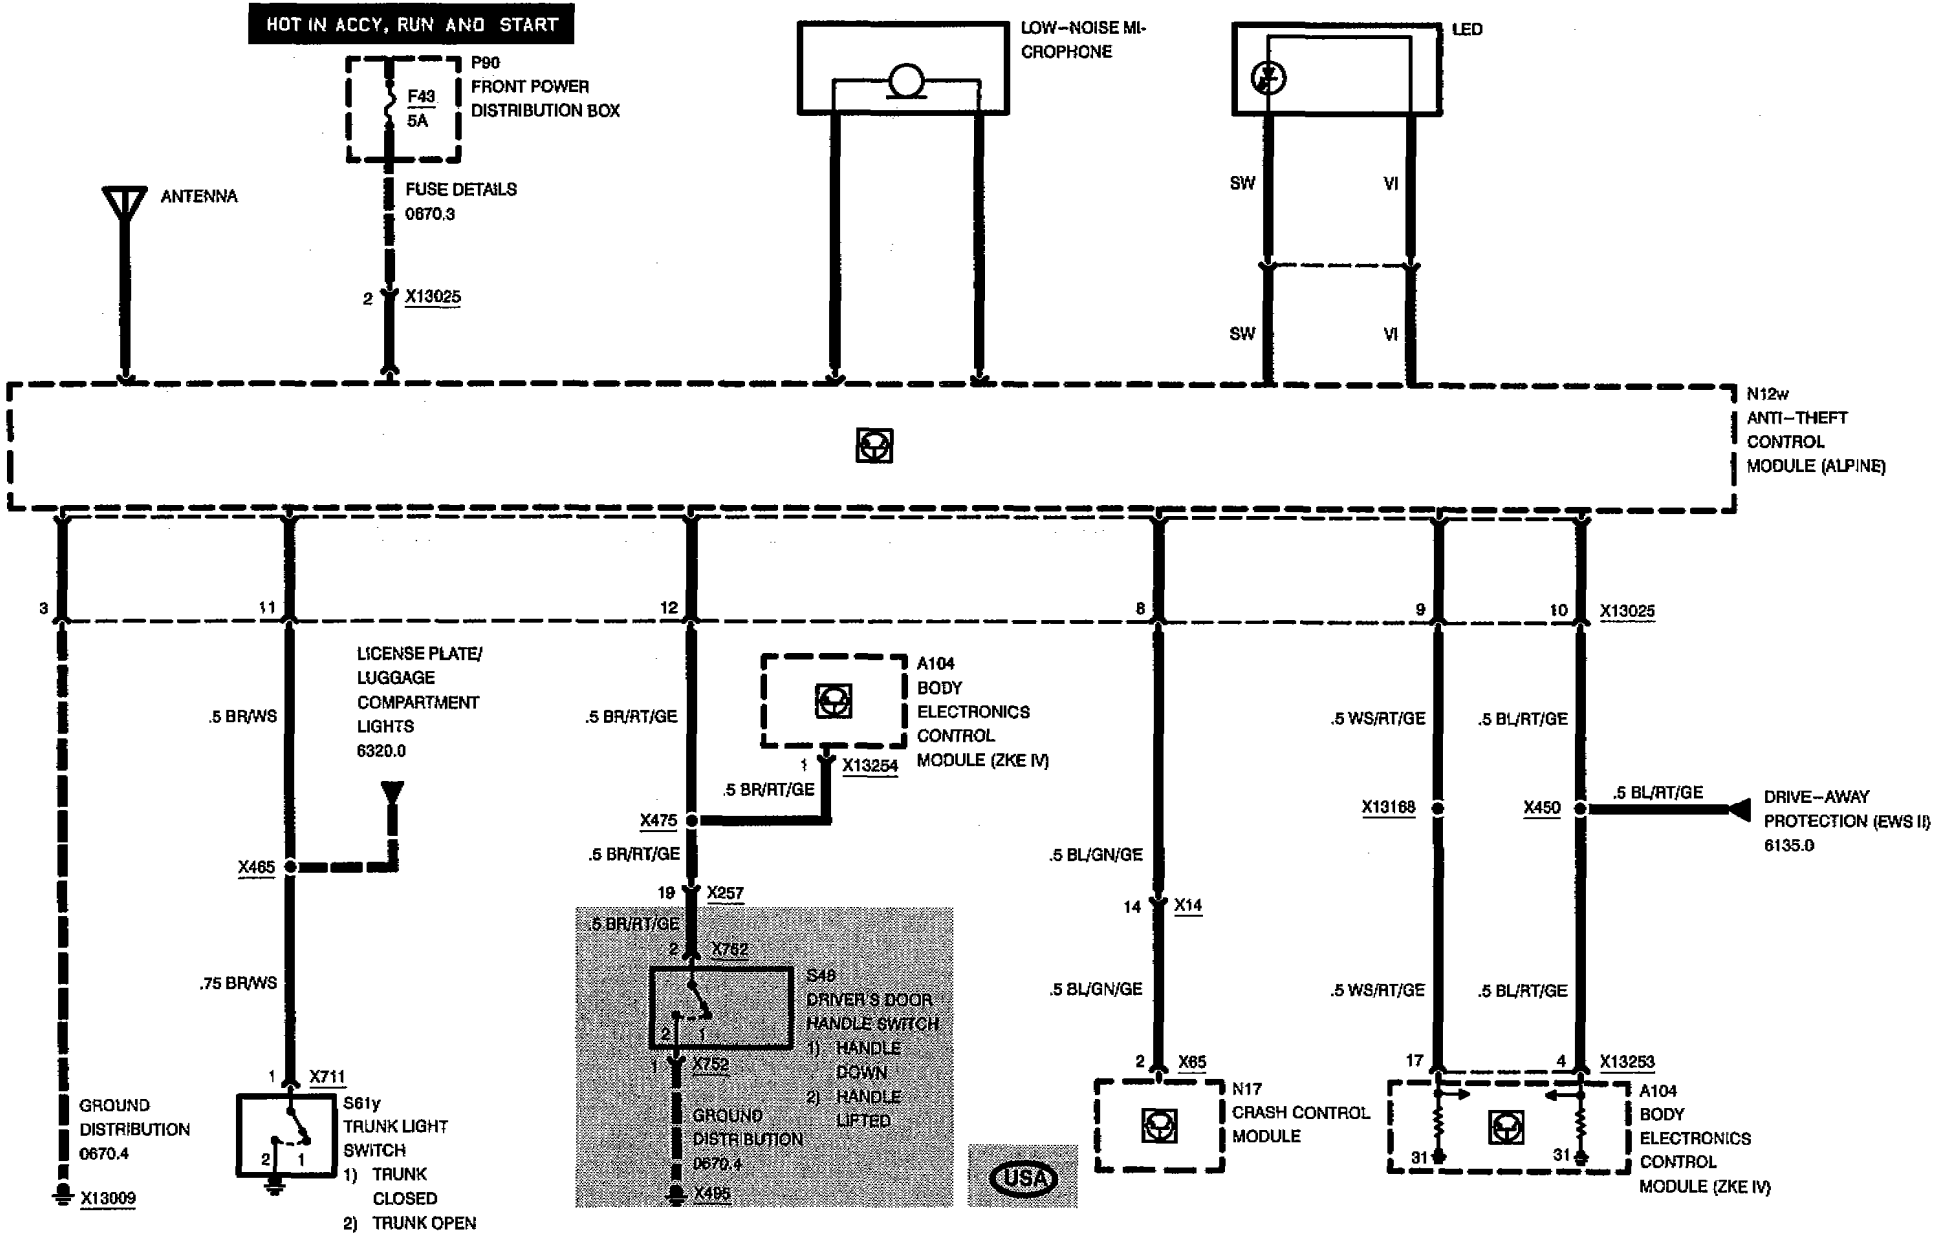 HOT IN ACCY, RUN AND START
P90
FRONT POWER
DISTRIBUTION BOX
F43
5A
FUSE DETAILS
0670.3
2 X13025
ANTENNA
LOW-NOISE MI-
CROPHONE
LED
SW VI
SW VI
N12w
ANTI-THEFT
CONTROL
MODULE (ALPINE)
3 11 12 8 9 10 X13025
LICENSE PLATE/
LUGGAGE
COMPARTMENT
LIGHTS
6320.0
.5 BR/WS
.5 BR/RT/GE
A104
BODY
ELECTRONICS
CONTROL
MODULE (ZKE IV)
1 X13254
.5 BR/RT/GE
.5 WS/RT/GE
.5 BL/RT/GE
X475
X13168
X450
.5 BL/RT/GE
DRIVE-AWAY
PROTECTION (EWS II)
6135.0
X465
.5 BR/RT/GE
.5 BL/GN/GE
19 X257
14 X14
.5 BR/RT/GE
2 X752
.75 BR/WS
.5 BL/GN/GE
.5 WS/RT/GE
.5 BL/RT/GE
S48
DRIVER'S DOOR
HANDLE SWITCH
1) HANDLE
DOWN
2) HANDLE
LIFTED
2 1
1 X752
GROUND
DISTRIBUTION
0670.4
X495
USA
1 X711
S61y
TRUNK LIGHT
SWITCH
1) TRUNK
CLOSED
2) TRUNK OPEN
2 1
GROUND
DISTRIBUTION
0670.4
X13009
2 X65
N17
CRASH CONTROL
MODULE
17 4 X13253
31 31
A104
BODY
ELECTRONICS
CONTROL
MODULE (ZKE IV)